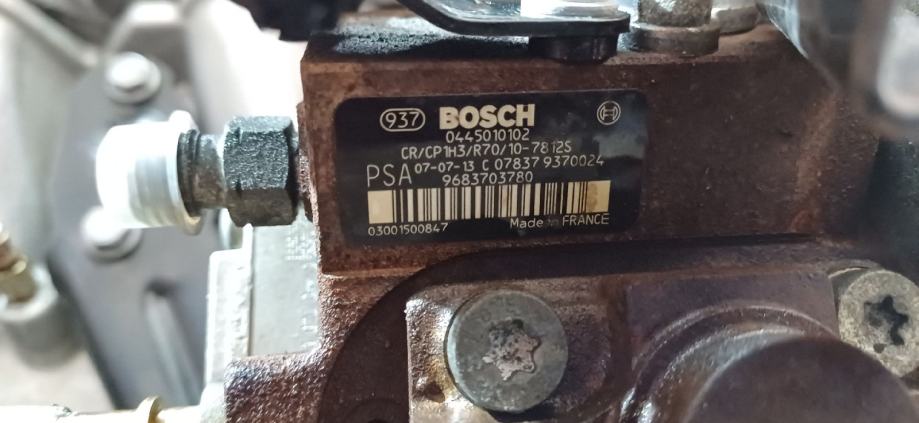 937 BOSCH
0445010102
CR/CP1H3/R70/10-7812S
PSA 07-07-13 C 07837 9370024
9683703780
03001500847 Made in FRANCE